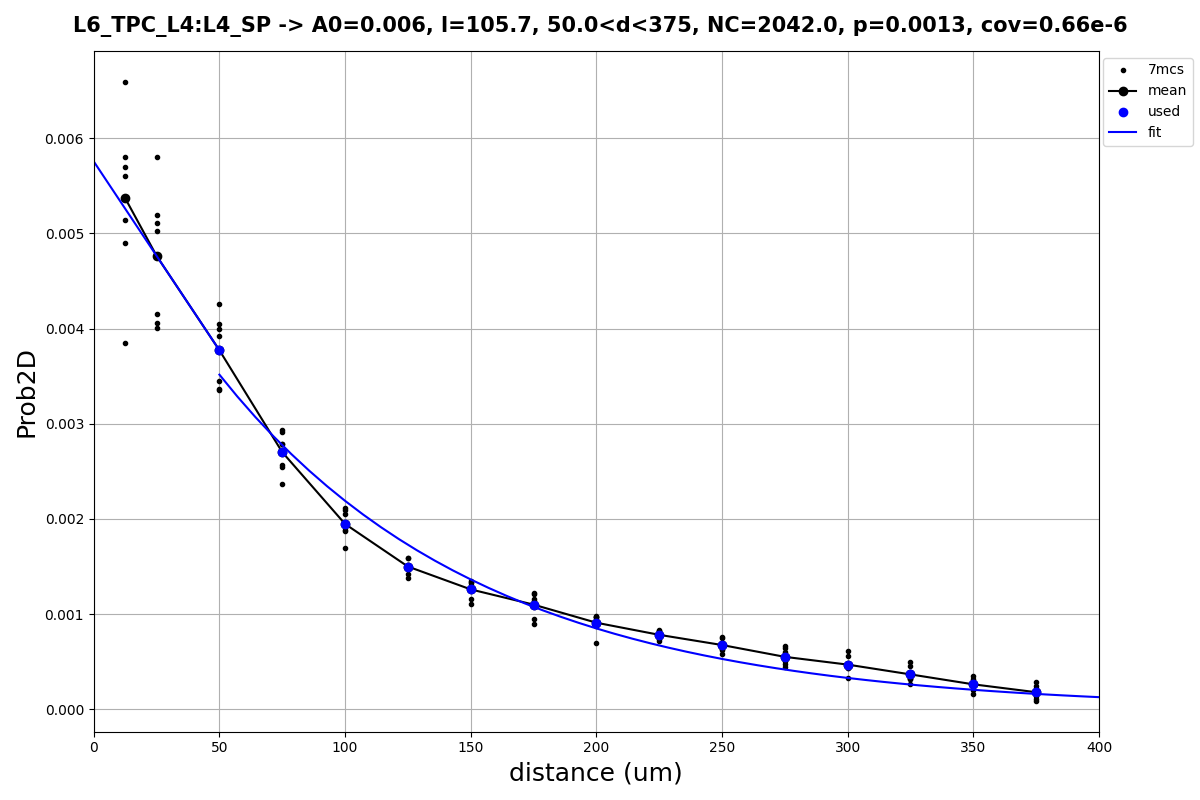 L6_TPC_L4:L4_SP -> A0=0.006, l=105.7, 50.0<d<375, NC=2042.0, p=0.0013, cov=0.66e-6
7mcs
mean
used
fit
0.006
0.005
0.004
0.003
0.002
0.001
0.000
Prob2D
0 50 100 150 200 250 300 350 400
distance (um)